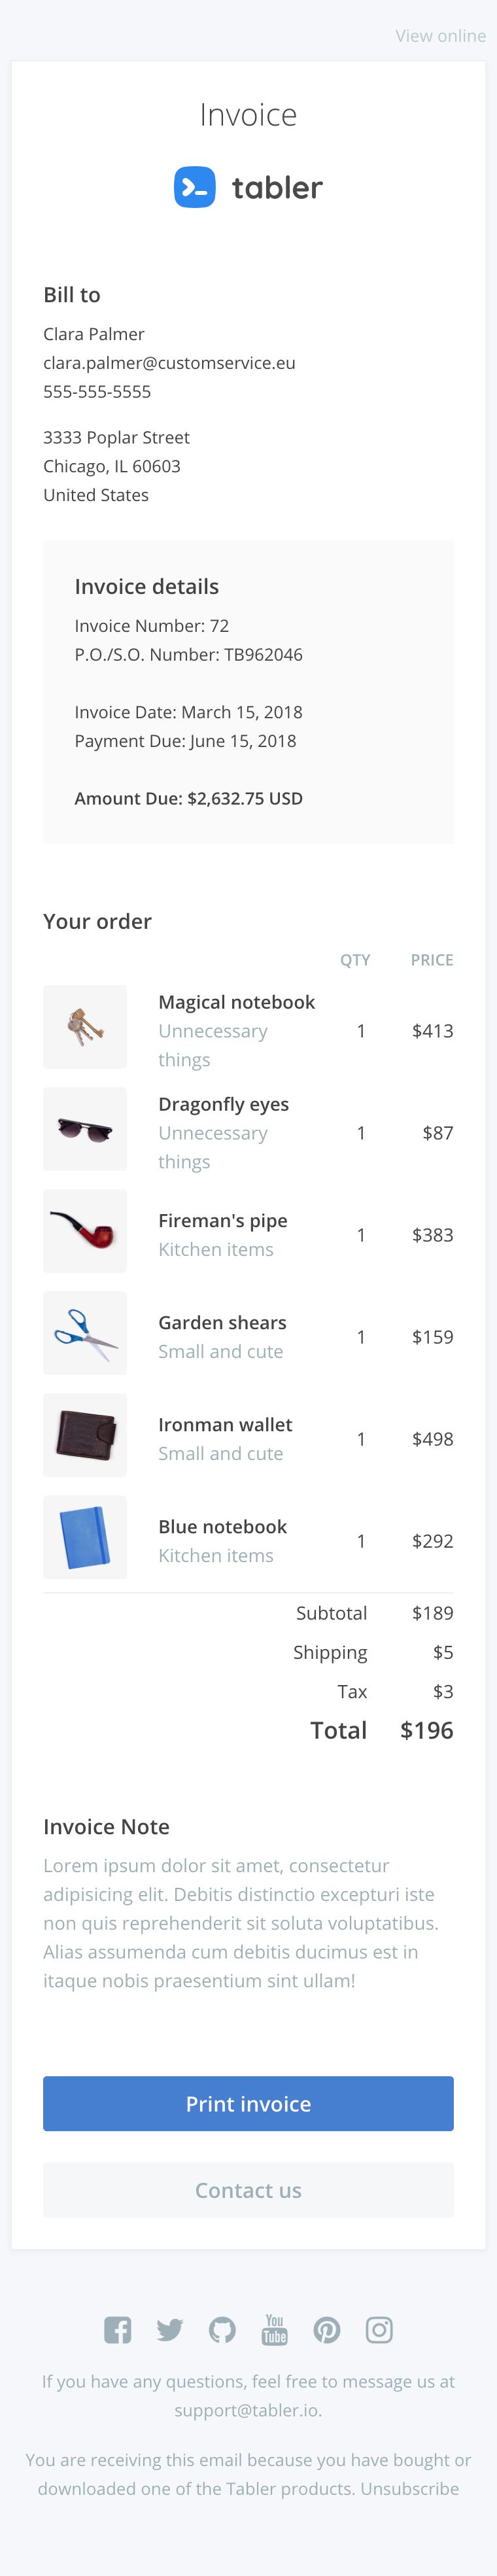 View online
Invoice
tabler
Bill to
Clara Palmer
clara.palmer@customservice.eu
555-555-5555
3333 Poplar Street
Chicago, IL 60603
United States
Invoice details
Invoice Number: 72
P.O./S.O. Number: TB962046
Invoice Date: March 15, 2018
Payment Due: June 15, 2018
Amount Due: $2,632.75 USD
Your order
QTY PRICE
Magical notebook
Unnecessary 1 $413
things
Dragonfly eyes
Unnecessary 1 $87
things
Fireman's pipe
1 $383
Kitchen items
Garden shears
1 $159
Small and cute
Ironman wallet
1 $498
Small and cute
Blue notebook
1 $292
Kitchen items
Subtotal $189
Shipping $5
Tax $3
Total $196
Invoice Note
Lorem ipsum dolor sit amet, consectetur
adipisicing elit. Debitis distinctio excepturi iste
non quis reprehenderit sit soluta voluptatibus.
Alias assumenda cum debitis ducimus est in
itaque nobis praesentium sint ullam!
Print invoice
Contact us
You
Tube
If you have any questions, feel free to message us at
support@tabler.io.
You are receiving this email because you have bought or
downloaded one of the Tabler products. Unsubscribe